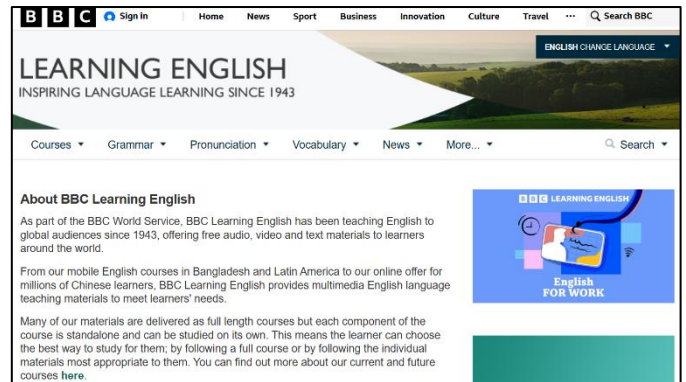 BBC Sign in Home News Sport Business Innovation Culture Travel ··· Search BBC
ENGLISH CHANGE LANGUAGE
LEARNING ENGLISH
INSPIRING LANGUAGE LEARNING SINCE 1943
Courses Grammar Pronunciation Vocabulary News More... Search
About BBC Learning English
As part of the BBC World Service, BBC Learning English has been teaching English to
global audiences since 1943, offering free audio, video and text materials to learners
around the world.
From our mobile English courses in Bangladesh and Latin America to our online offer for
millions of Chinese learners, BBC Learning English provides multimedia English language
teaching materials to meet learners' needs.
Many of our materials are delivered as full length courses but each component of the
course is standalone and can be studied on its own. This means the learner can choose
the best way to study for them; by following a full course or by following the individual
materials most appropriate to them. You can find out more about our current and future
courses here.
BBC LEARNING ENGLISH
English
FOR WORK